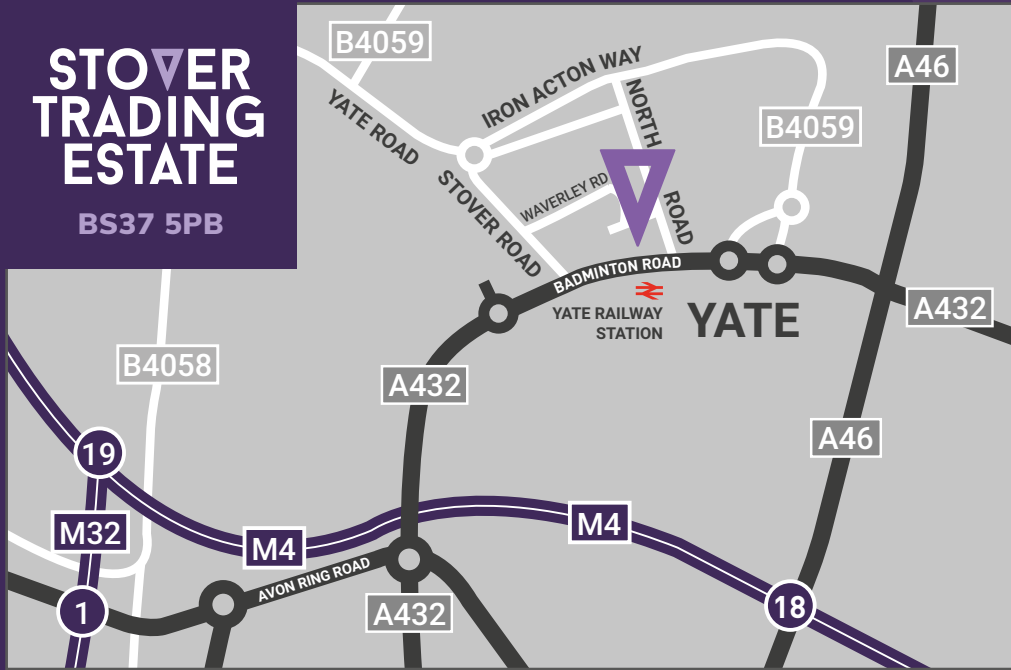 STOVER
TRADING
ESTATE
BS37 5PB
B4059
YATE ROAD
IRON ACTON WAY
NORTH
ROAD
A46
B4059
STOVER ROAD
WAVERLEY RD
BADMINTON ROAD
YATE RAILWAY
STATION
YATE
A432
B4058
A432
A46
19
M32
M4
M4
AVON RING ROAD
1
A432
18